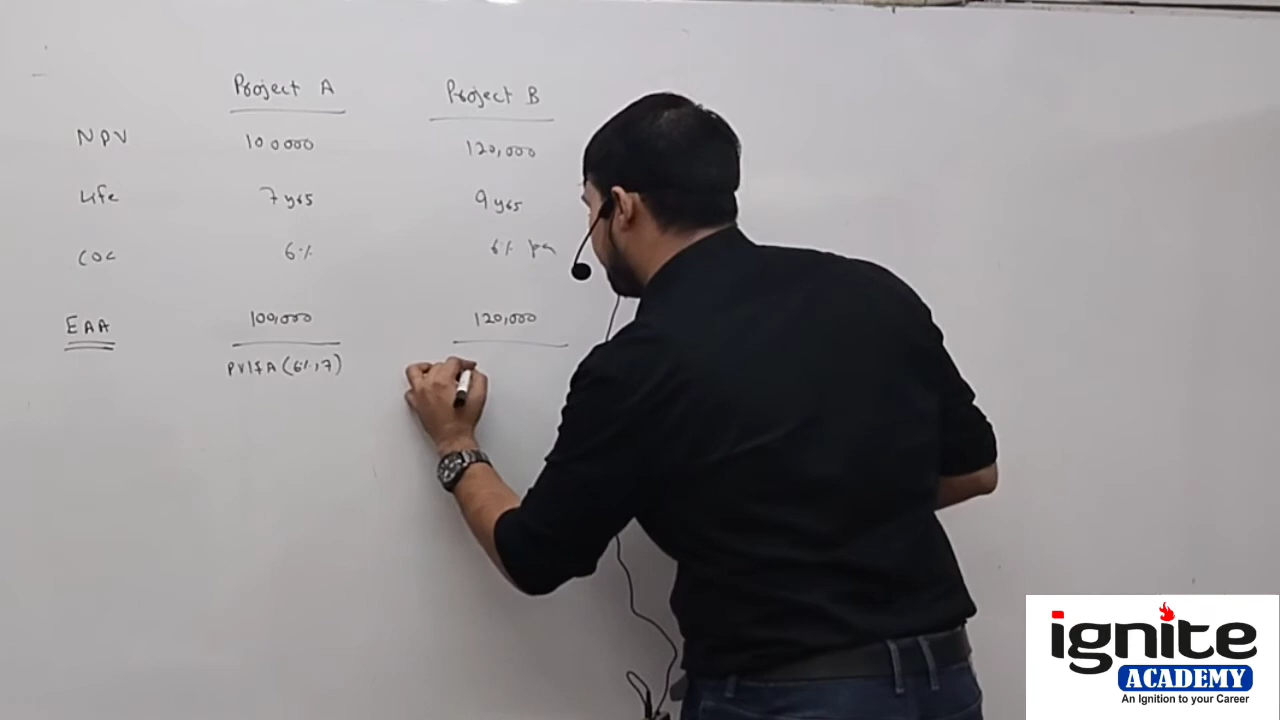 Project A Project B
NPV 100000 120,000
Life 7 yrs 9 yrs
COC 6% 6% pa
EAA 100,000 120,000
PVIFA (6%,7)
ignite
ACADEMY
An Ignition to your Career